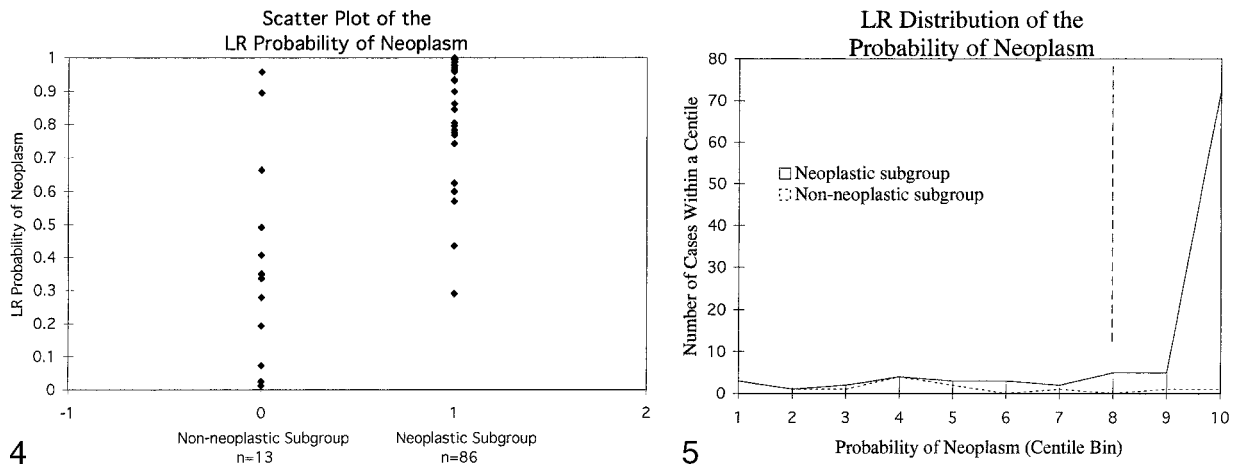 Scatter Plot of the
LR Probability of Neoplasm
LR Probability of Neoplasm
1
0.9
0.8
0.7
0.6
0.5
0.4
0.3
0.2
0.1
0
-1
0
1
2
Non-neoplastic Subgroup
n=13
Neoplastic Subgroup
n=86
4
LR Distribution of the
Probability of Neoplasm
Number of Cases Within a Centile
80
70
60
50
40
30
20
10
0
Neoplastic subgroup
Non-neoplastic subgroup
1
2
3
4
5
6
7
8
9
10
Probability of Neoplasm (Centile Bin)
5